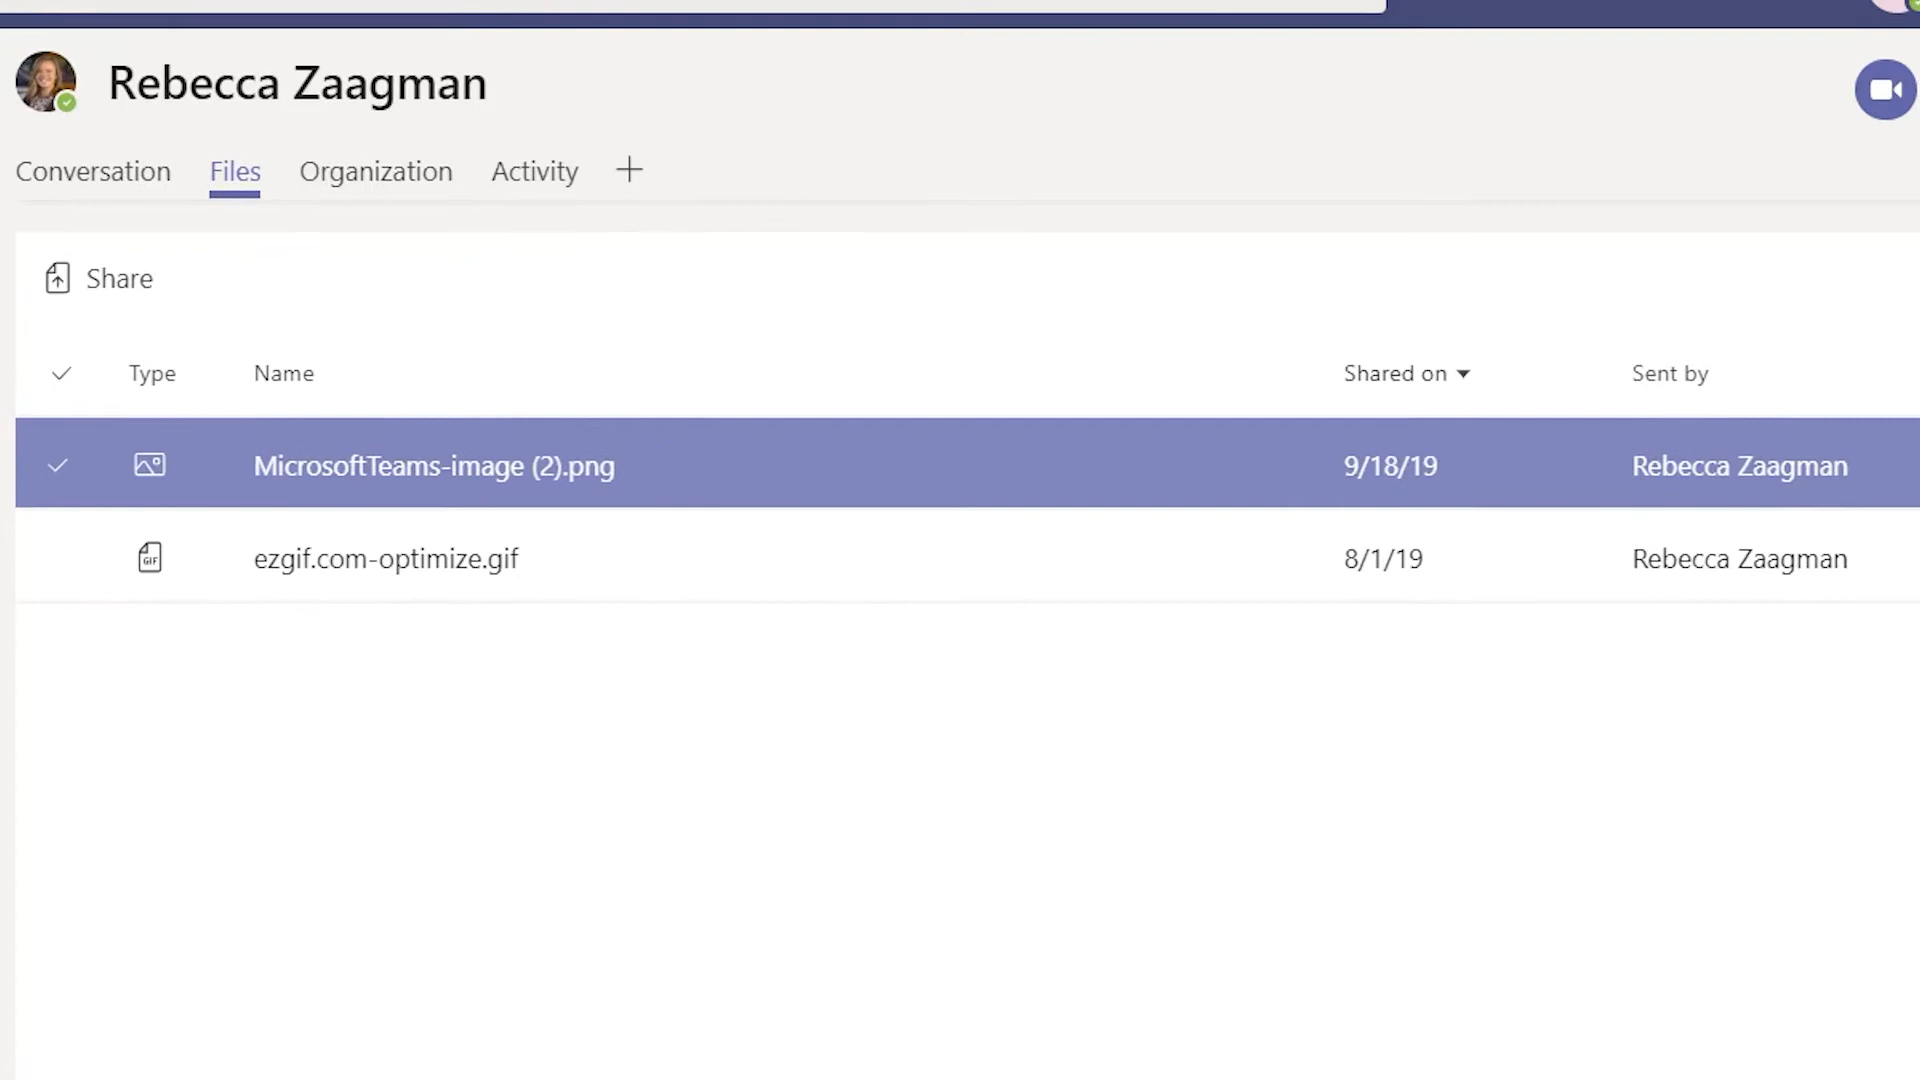 Rebecca Zaagman
Conversation Files Organization Activity
Share
Type Name Shared on Sent by
MicrosoftTeams-image (2).png 9/18/19 Rebecca Zaagman
GIF ezgif.com-optimize.gif 8/1/19 Rebecca Zaagman